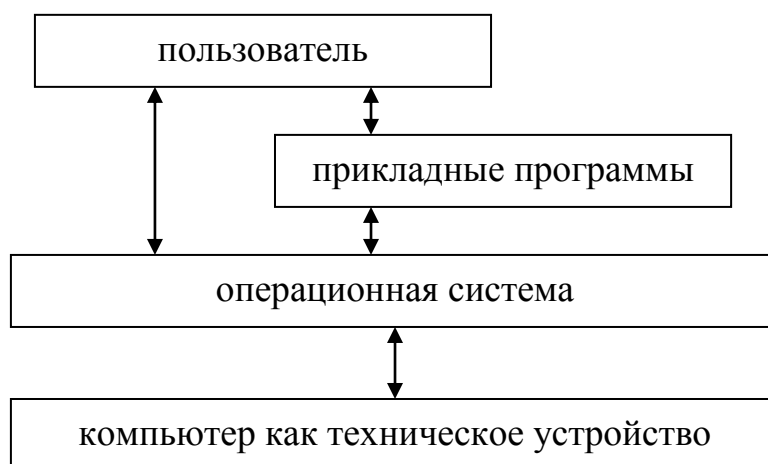 пользователь
прикладные программы
операционная система
компьютер как техническое устройство